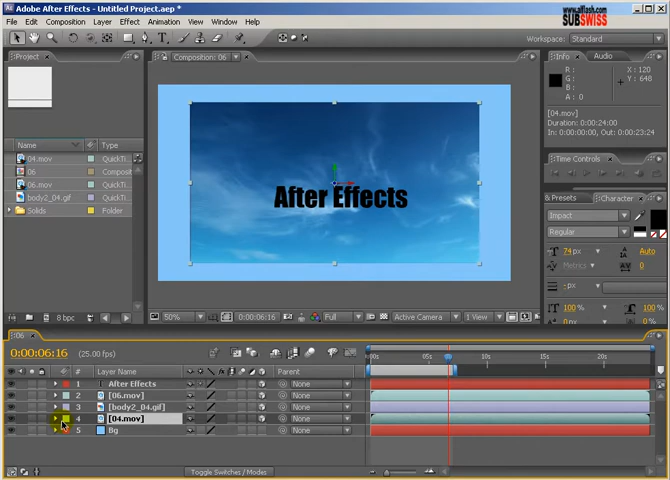 Adobe After Effects - Untitled Project.aep *
www.alflash.com
SUBSWISS
File Edit Composition Layer Effect Animation View Window Help
Workspace: Standard
Project
Composition: 06
Info Audio
R :
G :
B :
A : 0
X : 120
Y : 648
[04.mov]
Duration: 0:00:24:00
In: 0:00:00:00, Out: 0:00:23:24
Name Type
04.mov QuickTi
06 Composit
06.mov QuickTi
body2_04.gif QuickTi
Solids Folder
After Effects
Time Controls
& Presets Character
Impact
Regular
74 px Auto
Metrics 0
- px
100 % 100 %
0 px 0 %
8 bpc
50% 0:00:06:16 Full Active Camera 1 View
06
0:00:06:16 (25.00 fps)
# Layer Name Parent
00s 05s 10s 15s 20s
1 After Effects None
2 [06.mov] None
3 [body2_04.gif] None
4 [04.mov] None
5 Bg None
Toggle Switches / Modes